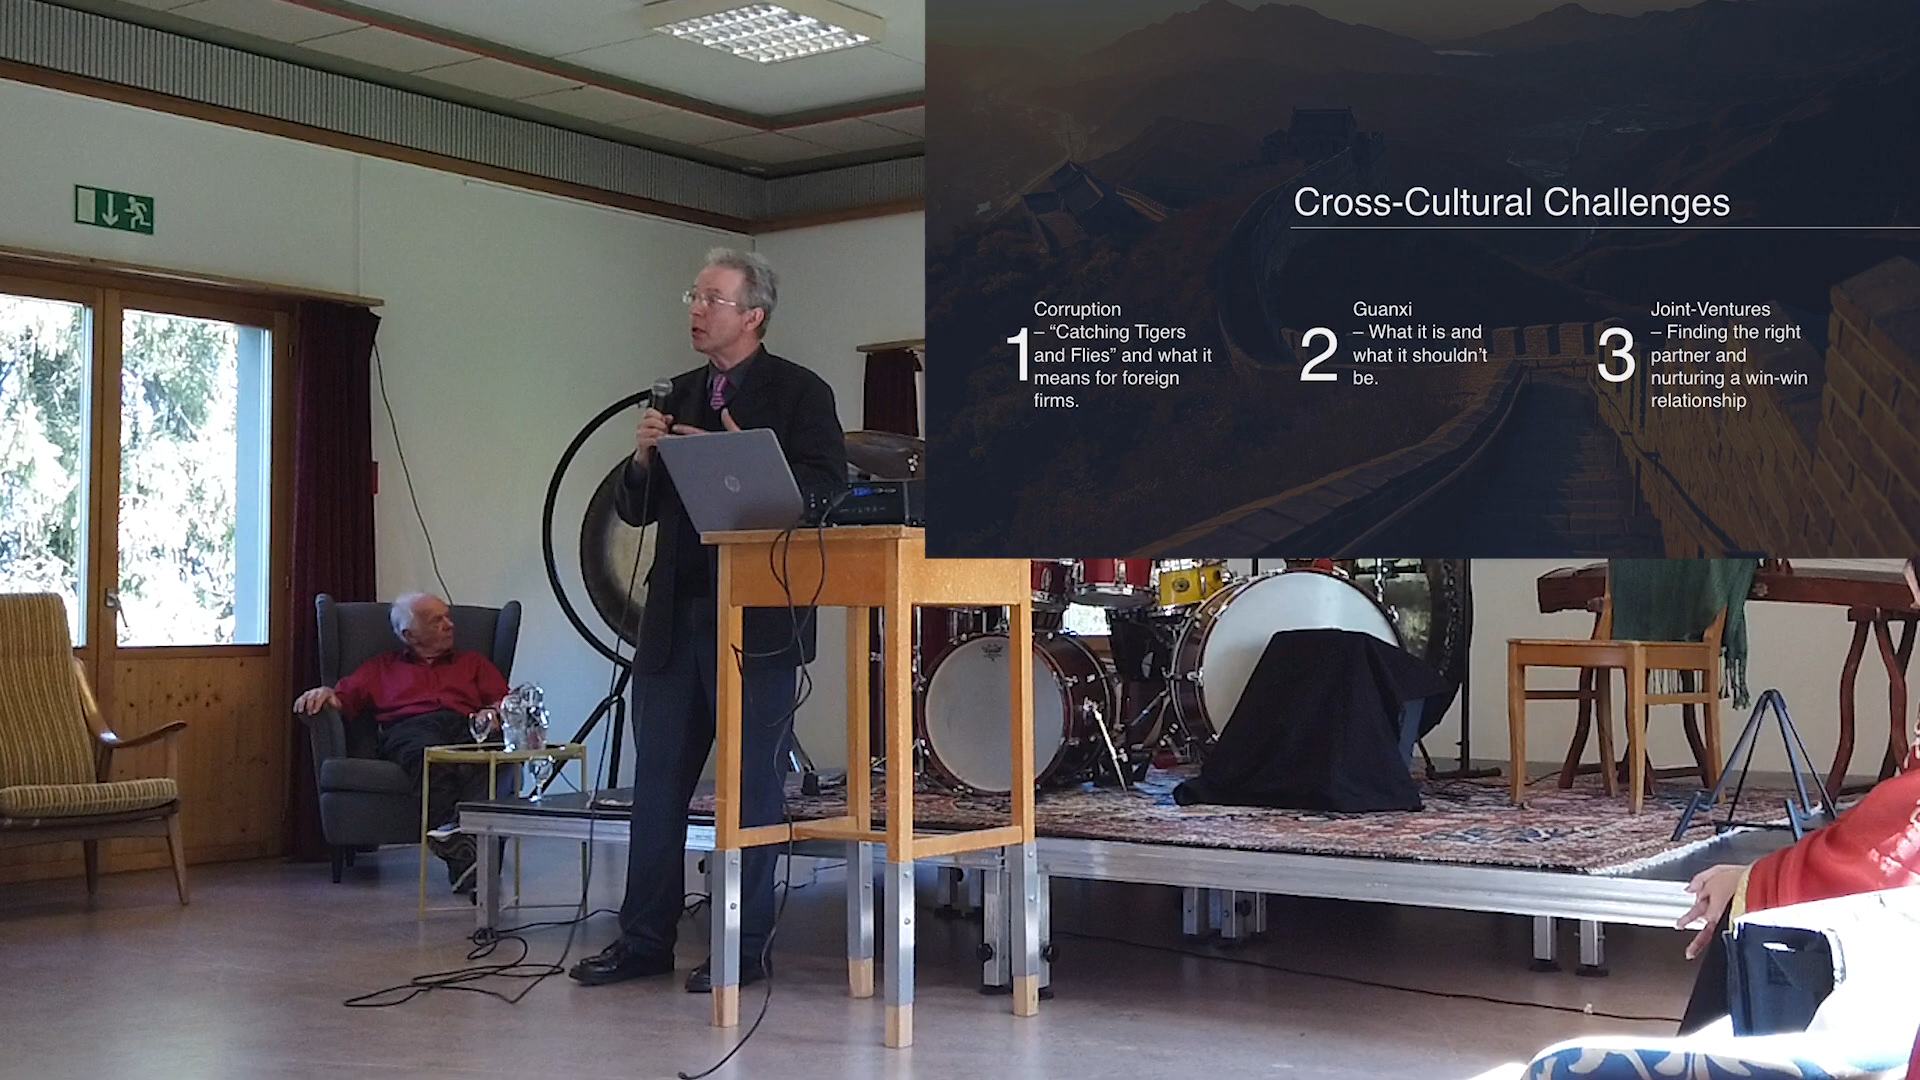 Cross-Cultural Challenges
1
Corruption
– “Catching Tigers
and Flies” and what it
means for foreign
firms.
2
Guanxi
– What it is and
what it shouldn’t
be.
3
Joint-Ventures
– Finding the right
partner and
nurturing a win-win
relationship
hp